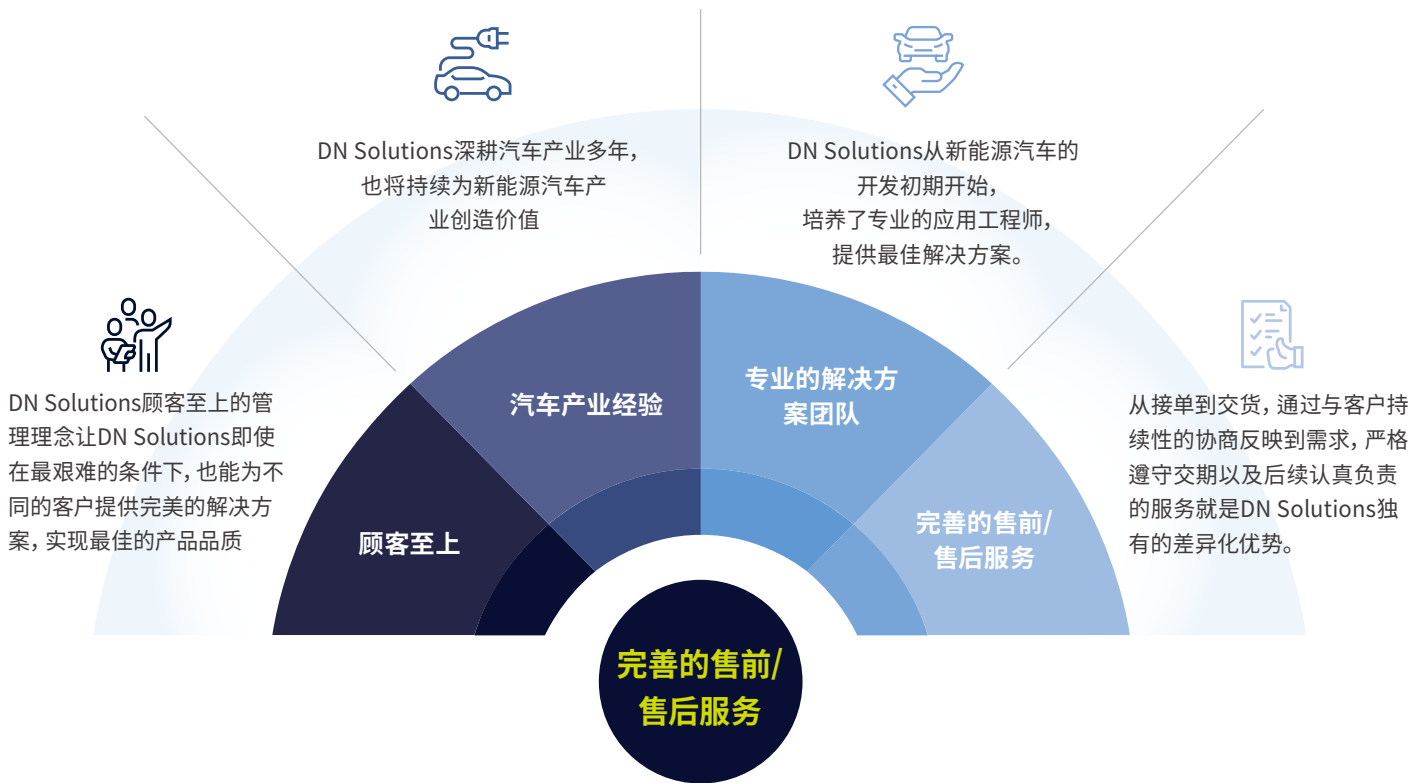 DN Solutions深耕汽车产业多年，
也将持续为新能源汽车产
业创造价值
DN Solutions从新能源汽车的
开发初期开始，
培养了专业的应用工程师，
提供最佳解决方案。
DN Solutions顾客至上的管
理理念让DN Solutions即使
在最艰难的条件下，也能为不
同的客户提供完美的解决方
案，实现最佳的产品品质
从接单到交货，通过与客户持
续性的协商反映到需求，严格
遵守交期以及后续认真负责
的服务就是DN Solutions独
有的差异化优势。
顾客至上
汽车产业经验
专业的解决方
案团队
完善的售前/
售后服务
完善的售前/
售后服务